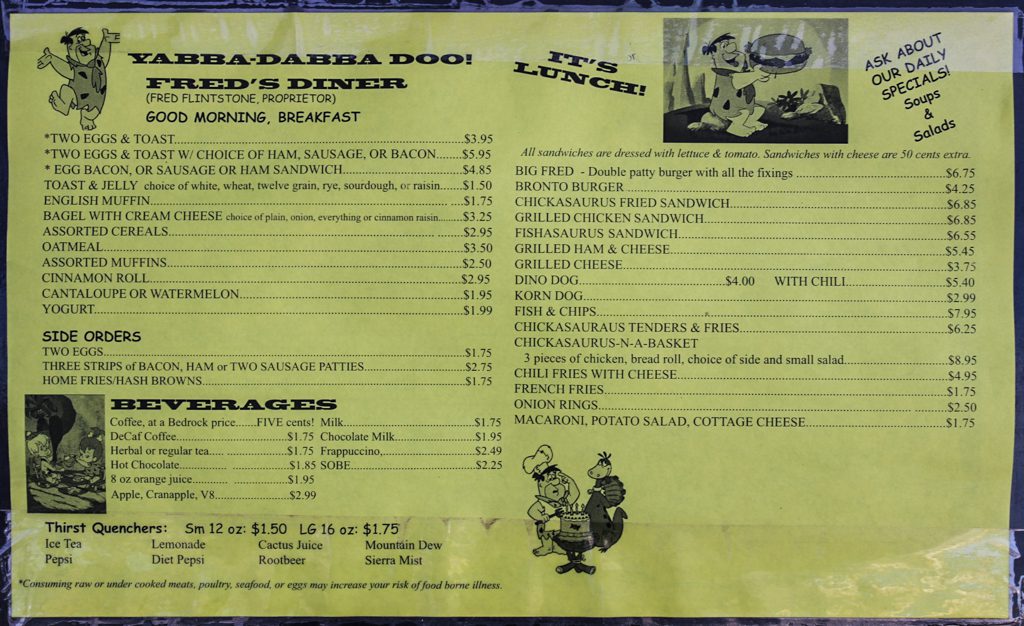 YABBA-DABBA DOO!
FRED'S DINER
(FRED FLINTSTONE, PROPRIETOR)
GOOD MORNING, BREAKFAST
*TWO EGGS & TOAST....$3.95
*TWO EGGS & TOAST W/ CHOICE OF HAM, SAUSAGE, OR BACON....$5.95
* EGG BACON, OR SAUSAGE OR HAM SANDWICH....$4.85
TOAST & JELLY choice of white, wheat, twelve grain, rye, sourdough, or raisin....$1.50
ENGLISH MUFFIN....$1.75
BAGEL WITH CREAM CHEESE choice of plain, onion, everything or cinnamon raisin....$3.25
ASSORTED CEREALS....$2.95
OATMEAL....$3.50
ASSORTED MUFFINS....$2.50
CINNAMON ROLL....$2.95
CANTALOUPE OR WATERMELON....$1.95
YOGURT....$1.99
SIDE ORDERS
TWO EGGS....$1.75
THREE STRIPS of BACON, HAM or TWO SAUSAGE PATTIES....$2.75
HOME FRIES/HASH BROWNS....$1.75
BEVERAGES
Coffee, at a Bedrock price.....FIVE cents! Milk....$1.75
DeCaf Coffee....$1.75 Chocolate Milk....$1.95
Herbal or regular tea....$1.75 Frappuccino,....$2.49
Hot Chocolate....$1.85 SOBE....$2.25
8 oz orange juice....$1.95
Apple, Cranapple, V8....$2.99
Thirst Quenchers: Sm 12 oz: $1.50 LG 16 oz: $1.75
Ice Tea Lemonade Cactus Juice Mountain Dew
Pepsi Diet Pepsi Rootbeer Sierra Mist
*Consuming raw or under cooked meats, poultry, seafood, or eggs may increase your risk of food borne illness.
IT'S
LUNCH!
ASK ABOUT
OUR DAILY
SPECIALS!
Soups
&
Salads
All sandwiches are dressed with lettuce & tomato. Sandwiches with cheese are 50 cents extra.
BIG FRED - Double patty burger with all the fixings ....$6.75
BRONTO BURGER....$4.25
CHICKASAURUS FRIED SANDWICH....$6.85
GRILLED CHICKEN SANDWICH....$6.85
FISHASAURUS SANDWICH....$6.55
GRILLED HAM & CHEESE....$5.45
GRILLED CHEESE....$3.75
DINO DOG....$4.00 WITH CHILI....$5.40
KORN DOG....$2.99
FISH & CHIPS....$7.95
CHICKASAURAUS TENDERS & FRIES....$6.25
CHICKASAURUS-N-A-BASKET
3 pieces of chicken, bread roll, choice of side and small salad....$8.95
CHILI FRIES WITH CHEESE....$4.95
FRENCH FRIES....$1.75
ONION RINGS....$2.50
MACARONI, POTATO SALAD, COTTAGE CHEESE....$1.75